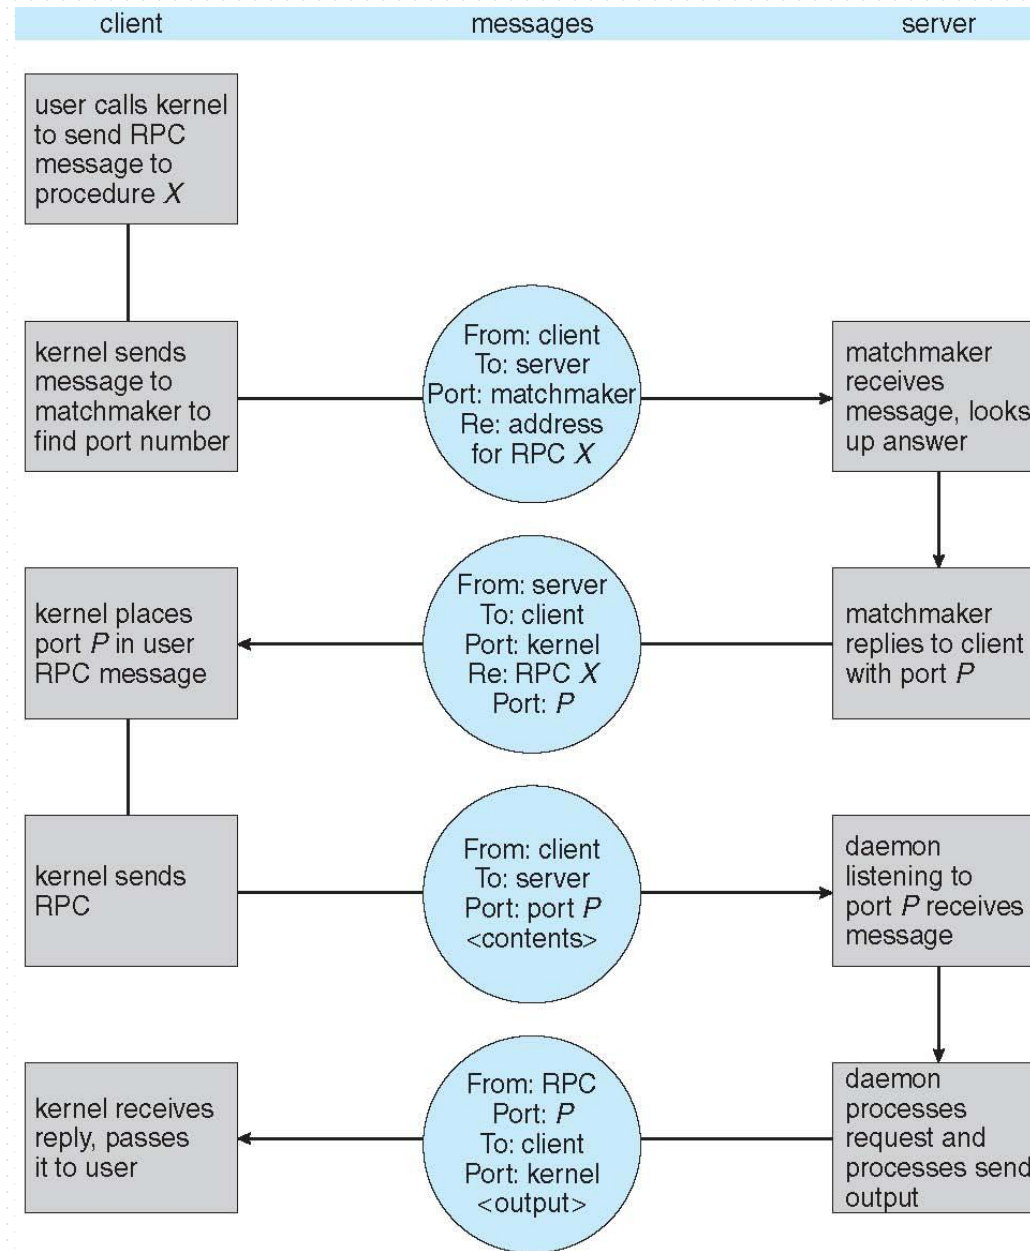 client
messages
server
user calls kernel
to send RPC
message to
procedure X
kernel sends
message to
matchmaker to
find port number
From: client
To: server
Port: matchmaker
Re: address
for RPC X
matchmaker
receives
message, looks
up answer
kernel places
port P in user
RPC message
From: server
To: client
Port: kernel
Re: RPC X
Port: P
matchmaker
replies to client
with port P
kernel sends
RPC
From: client
To: server
Port: port P
<contents>
daemon
listening to
port P receives
message
kernel receives
reply, passes
it to user
From: RPC
Port: P
To: client
Port: kernel
<output>
daemon
processes
request and
processes send
output